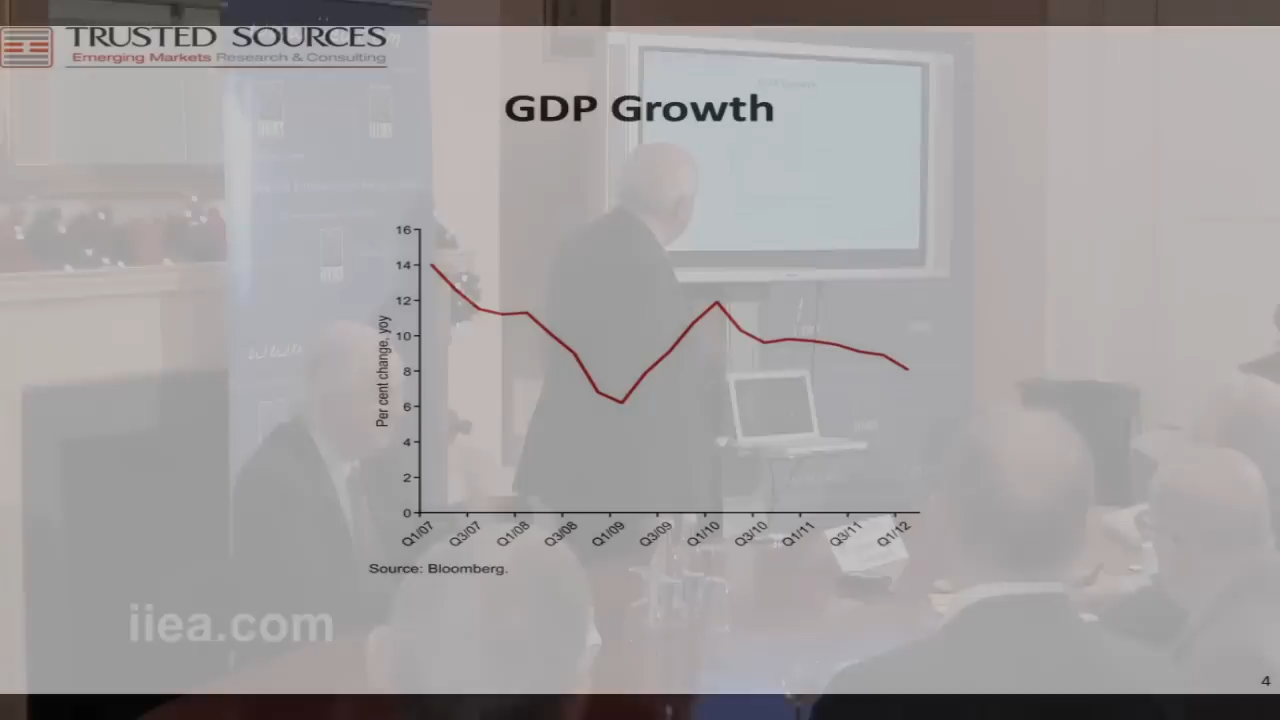 TRUSTED SOURCES
Emerging Markets Research & Consulting
GDP Growth
Per cent change, yoy
16
14
12
10
8
6
4
2
0
Q1/07
Q3/07
Q1/08
Q3/08
Q1/09
Q3/09
Q1/10
Q3/10
Q1/11
Q3/11
Q1/12
Source: Bloomberg.
iiea.com
4